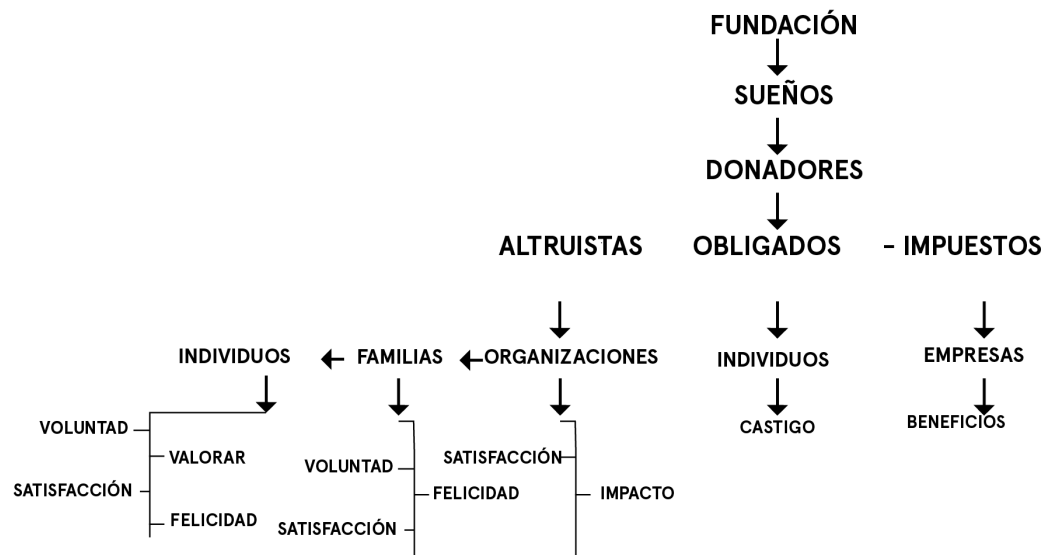 FUNDACIÓN
SUEÑOS
DONADORES
ALTRUISTAS
OBLIGADOS
- IMPUESTOS
INDIVIDUOS
FAMILIAS
ORGANIZACIONES
INDIVIDUOS
EMPRESAS
VOLUNTAD
VALORAR
SATISFACCIÓN
FELICIDAD
VOLUNTAD
FELICIDAD
SATISFACCIÓN
SATISFACCIÓN
IMPACTO
CASTIGO
BENEFICIOS